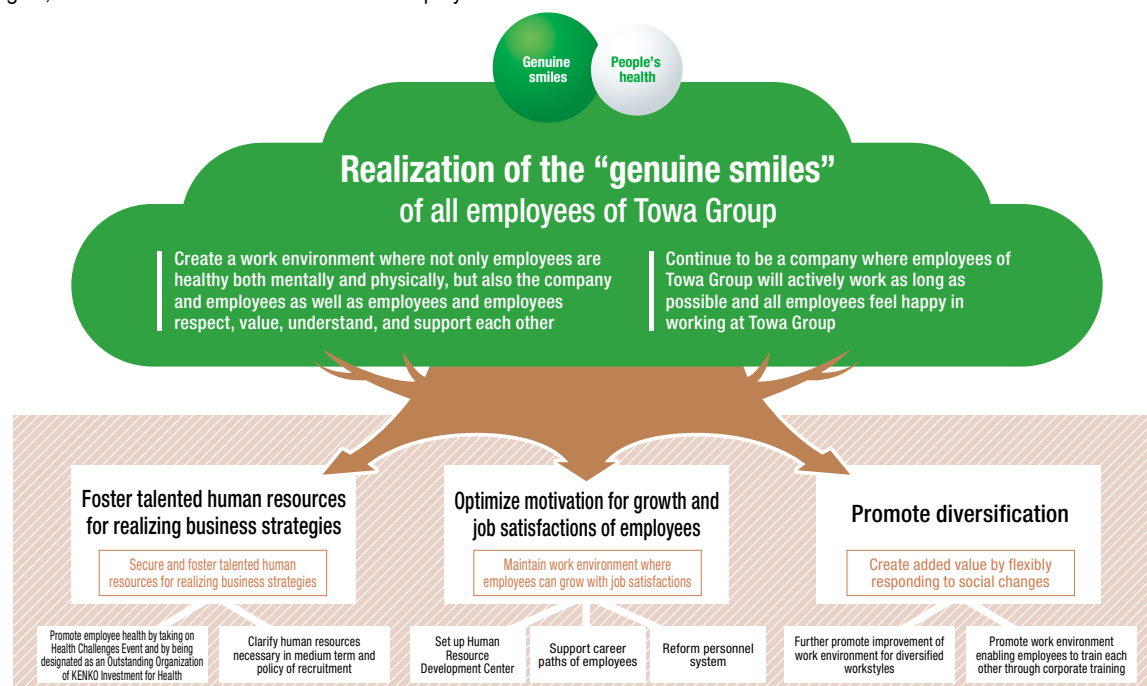 Genuine
smiles
People's
health
Realization of the “genuine smiles”
of all employees of Towa Group
Create a work environment where not only employees are
healthy both mentally and physically, but also the company
and employees as well as employees and employees
respect, value, understand, and support each other
Continue to be a company where employees of
Towa Group will actively work as long as
possible and all employees feel happy in
working at Towa Group
Foster talented human resources
for realizing business strategies
Secure and foster talented human
resources for realizing business strategies
Promote employee health by taking on
Health Challenges Event and by being
designated as an Outstanding Organization
of KENKO Investment for Health
Clarify human resources
necessary in medium term and
policy of recruitment
Optimize motivation for growth and
job satisfactions of employees
Maintain work environment where
employees can grow with job satisfactions
Set up Human
Resource
Development Center
Support career
paths of employees
Reform personnel
system
Promote diversification
Create added value by flexibly
responding to social changes
Further promote improvement of
work environment for diversified
workstyles
Promote work environment
enabling employees to train each
other through corporate training